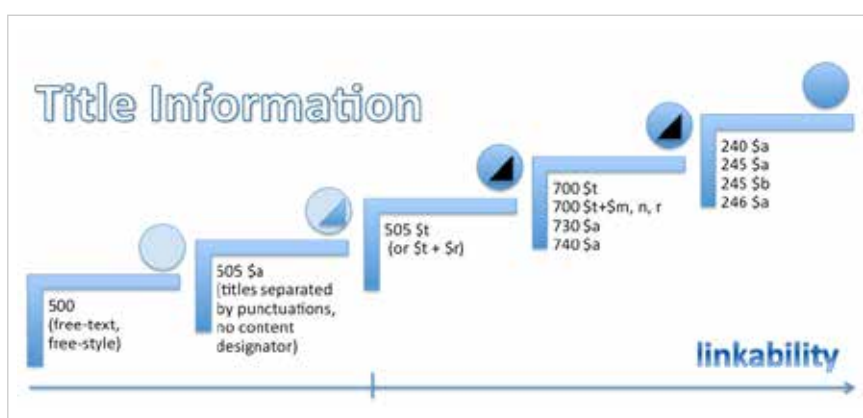 Title Information
500
(free-text,
free-style)
505 $a
(titles separated
by punctuations,
no content
designator)
505 $t
(or $t + $r)
700 $t
700 $t+$m, n, r
730 $a
740 $a
240 $a
245 $a
245 $b
246 $a
linkability